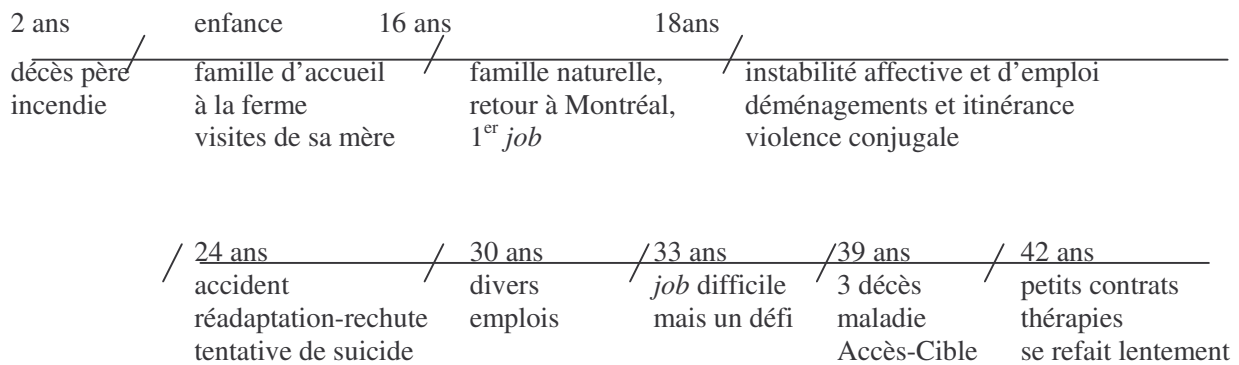 2 ans enfance 16 ans 18ans
décès père famille d’accueil famille naturelle, instabilité affective et d’emploi
incendie à la ferme retour à Montréal, déménagements et itinérance
visites de sa mère 1er job violence conjugale
24 ans 30 ans 33 ans 39 ans 42 ans
accident divers job difficile 3 décès petits contrats
réadaptation-rechute emplois mais un défi maladie thérapies
tentative de suicide Accès-Cible se refait lentement